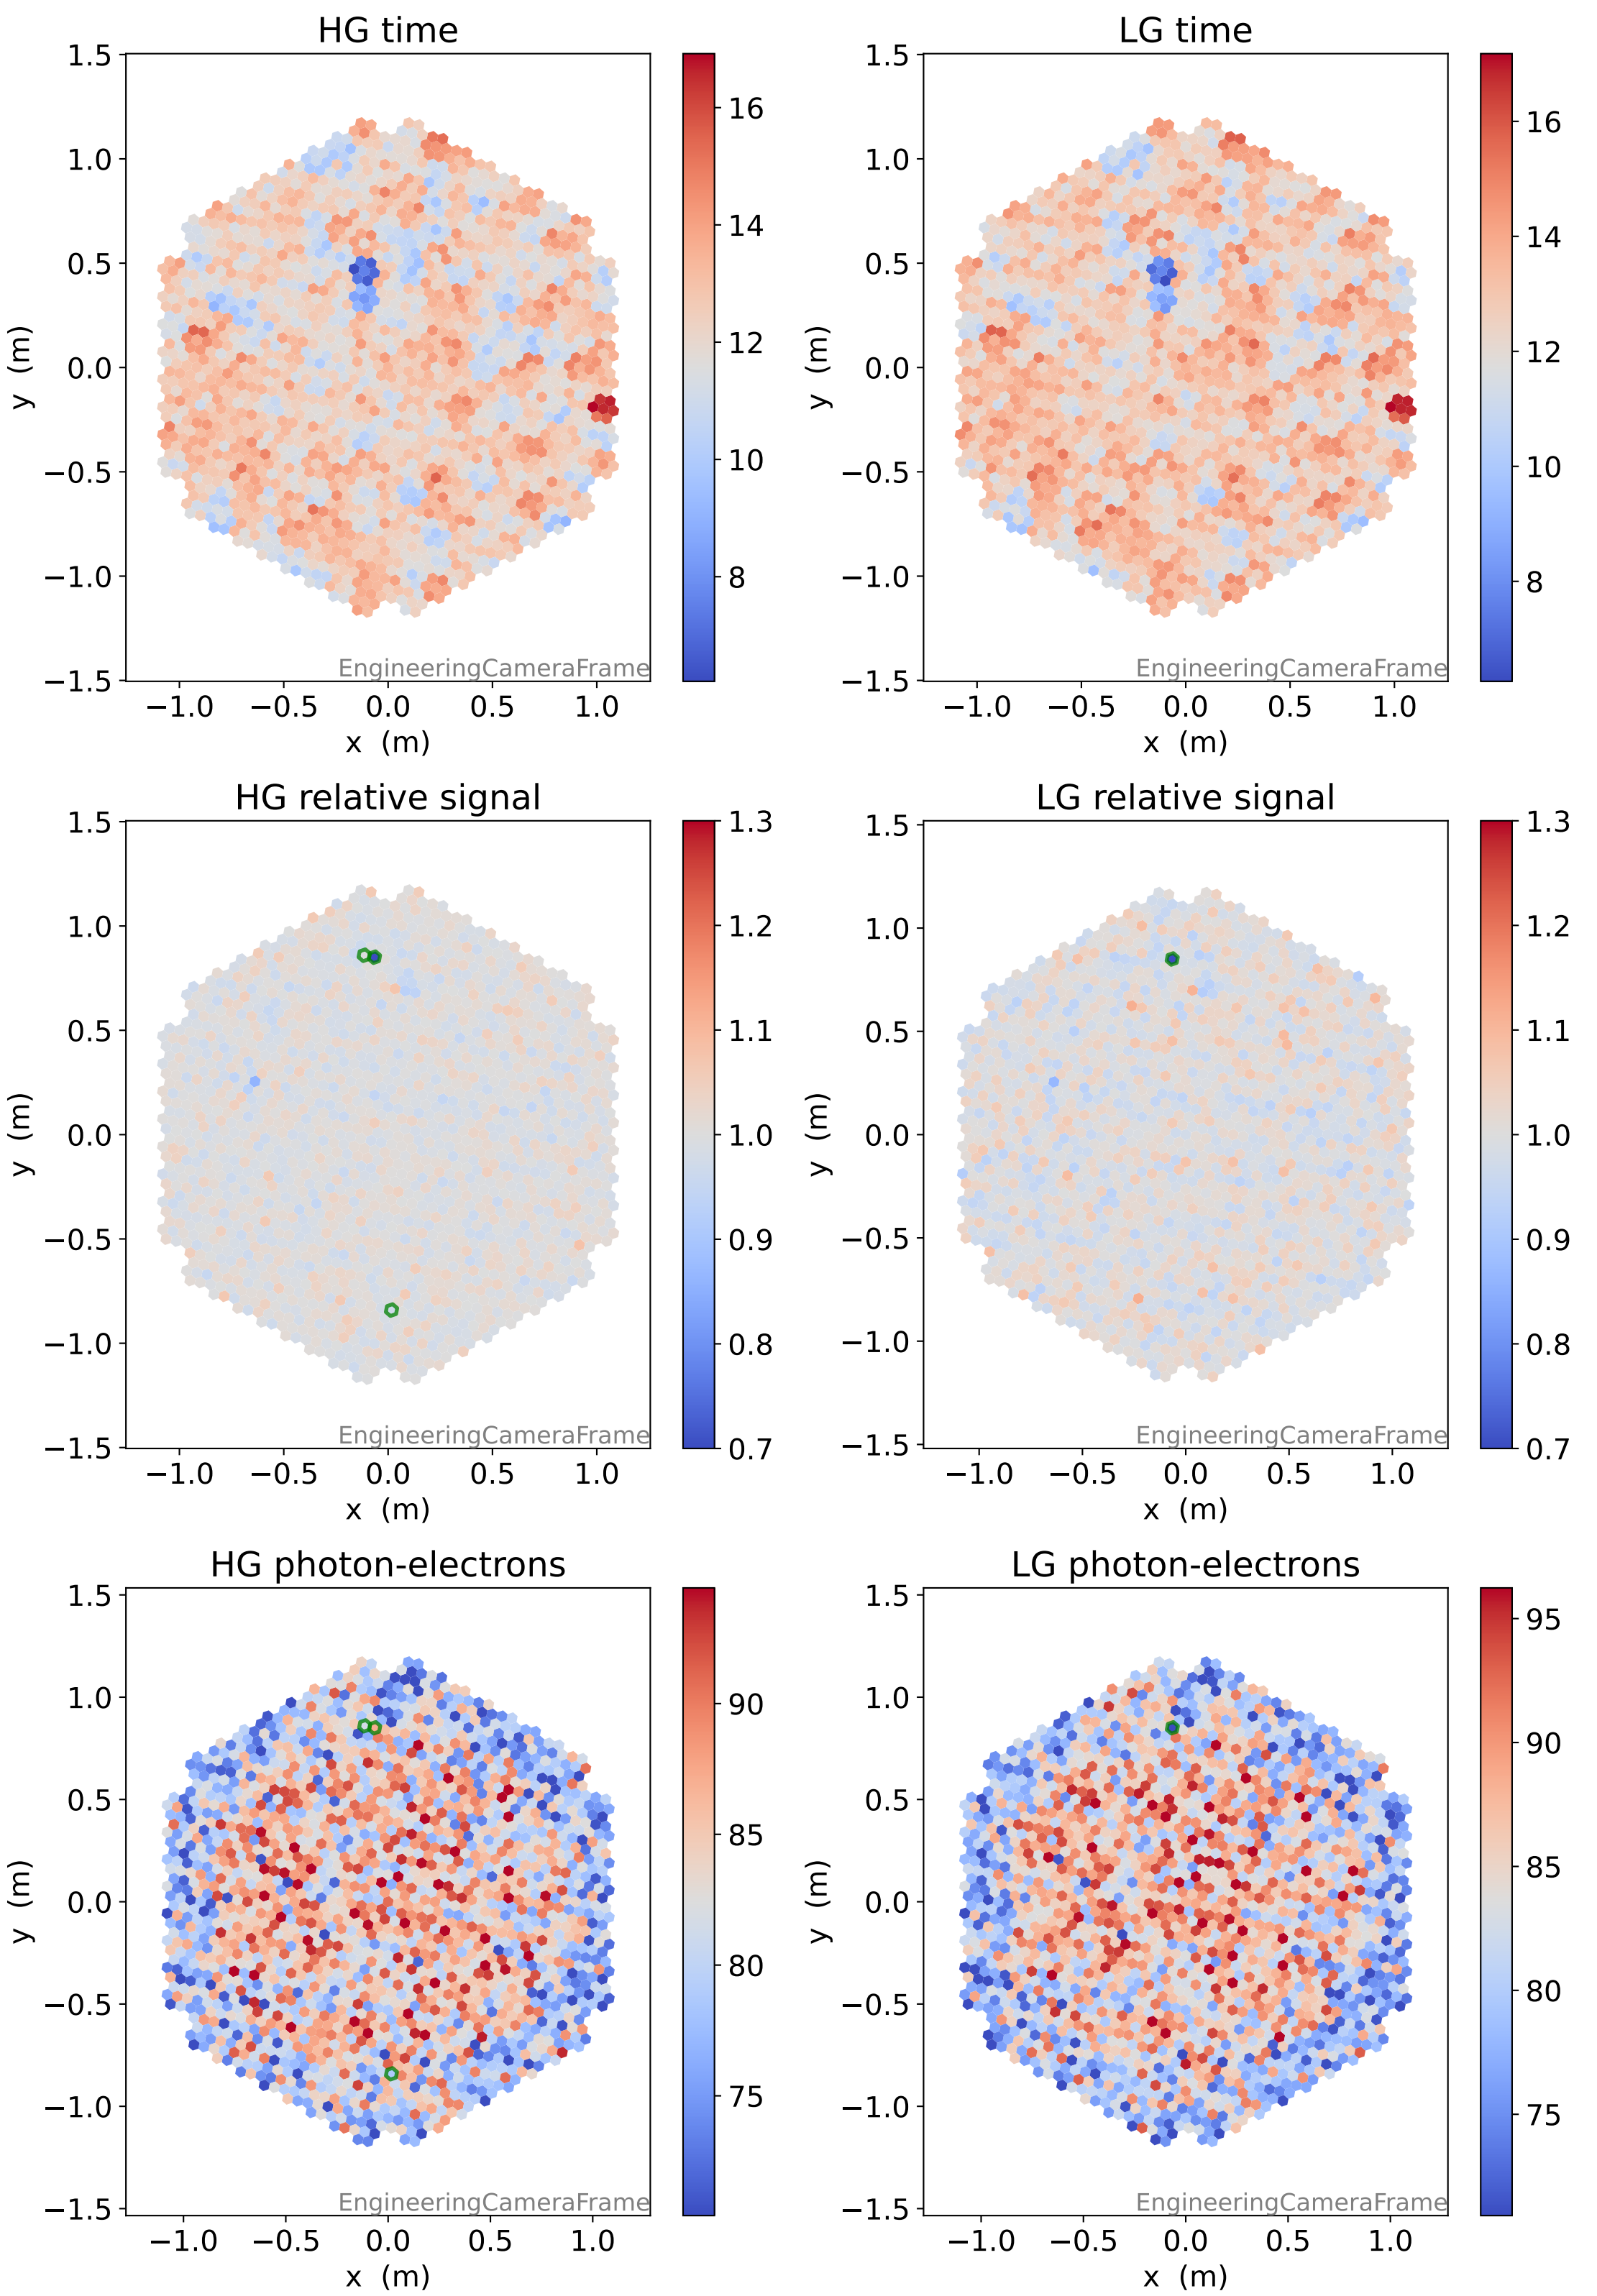 HG time
1.5
1.0
0.5
0.0
−0.5
−1.0
−1.5
y (m)
−1.0 −0.5 0.0 0.5 1.0
x (m)
EngineeringCameraFrame
16
14
12
10
8
LG time
1.5
1.0
0.5
0.0
−0.5
−1.0
−1.5
y (m)
−1.0 −0.5 0.0 0.5 1.0
x (m)
EngineeringCameraFrame
16
14
12
10
8
HG relative signal
1.5
1.0
0.5
0.0
−0.5
−1.0
−1.5
y (m)
−1.0 −0.5 0.0 0.5 1.0
x (m)
EngineeringCameraFrame
1.3
1.2
1.1
1.0
0.9
0.8
0.7
LG relative signal
1.5
1.0
0.5
0.0
−0.5
−1.0
−1.5
y (m)
−1.0 −0.5 0.0 0.5 1.0
x (m)
EngineeringCameraFrame
1.3
1.2
1.1
1.0
0.9
0.8
0.7
HG photon-electrons
1.5
1.0
0.5
0.0
−0.5
−1.0
−1.5
y (m)
−1.0 −0.5 0.0 0.5 1.0
x (m)
EngineeringCameraFrame
90
85
80
75
LG photon-electrons
1.5
1.0
0.5
0.0
−0.5
−1.0
−1.5
y (m)
−1.0 −0.5 0.0 0.5 1.0
x (m)
EngineeringCameraFrame
95
90
85
80
75